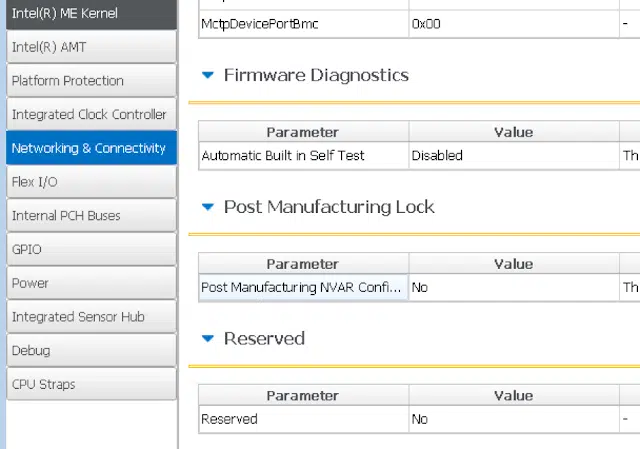 Intel(R) ME Kernel
Intel(R) AMT
Platform Protection
Integrated Clock Controller
Networking & Connectivity
Flex I/O
Internal PCH Buses
GPIO
Power
Integrated Sensor Hub
Debug
CPU Straps
MctpDevicePortBmc 0x00 -
Firmware Diagnostics
Parameter Value
Automatic Built in Self Test Disabled Th
Post Manufacturing Lock
Parameter Value
Post Manufacturing NVAR Confi... No Th
Reserved
Parameter Value
Reserved No -